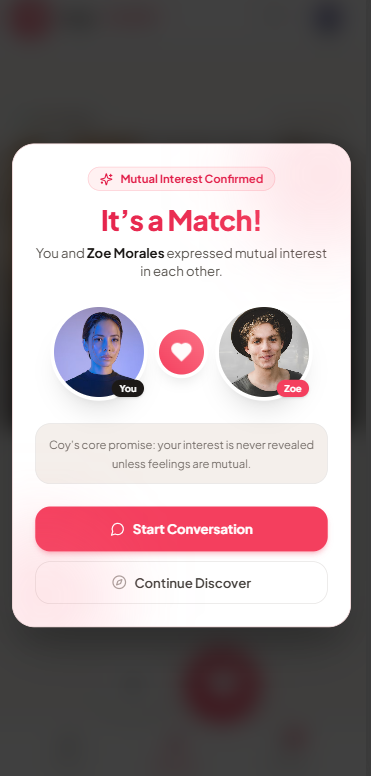 Mutual Interest Confirmed
It's a Match!
You and Zoe Morales expressed mutual interest
in each other.
You
Zoe
Coy's core promise: your interest is never revealed
unless feelings are mutual.
Start Conversation
Continue Discover